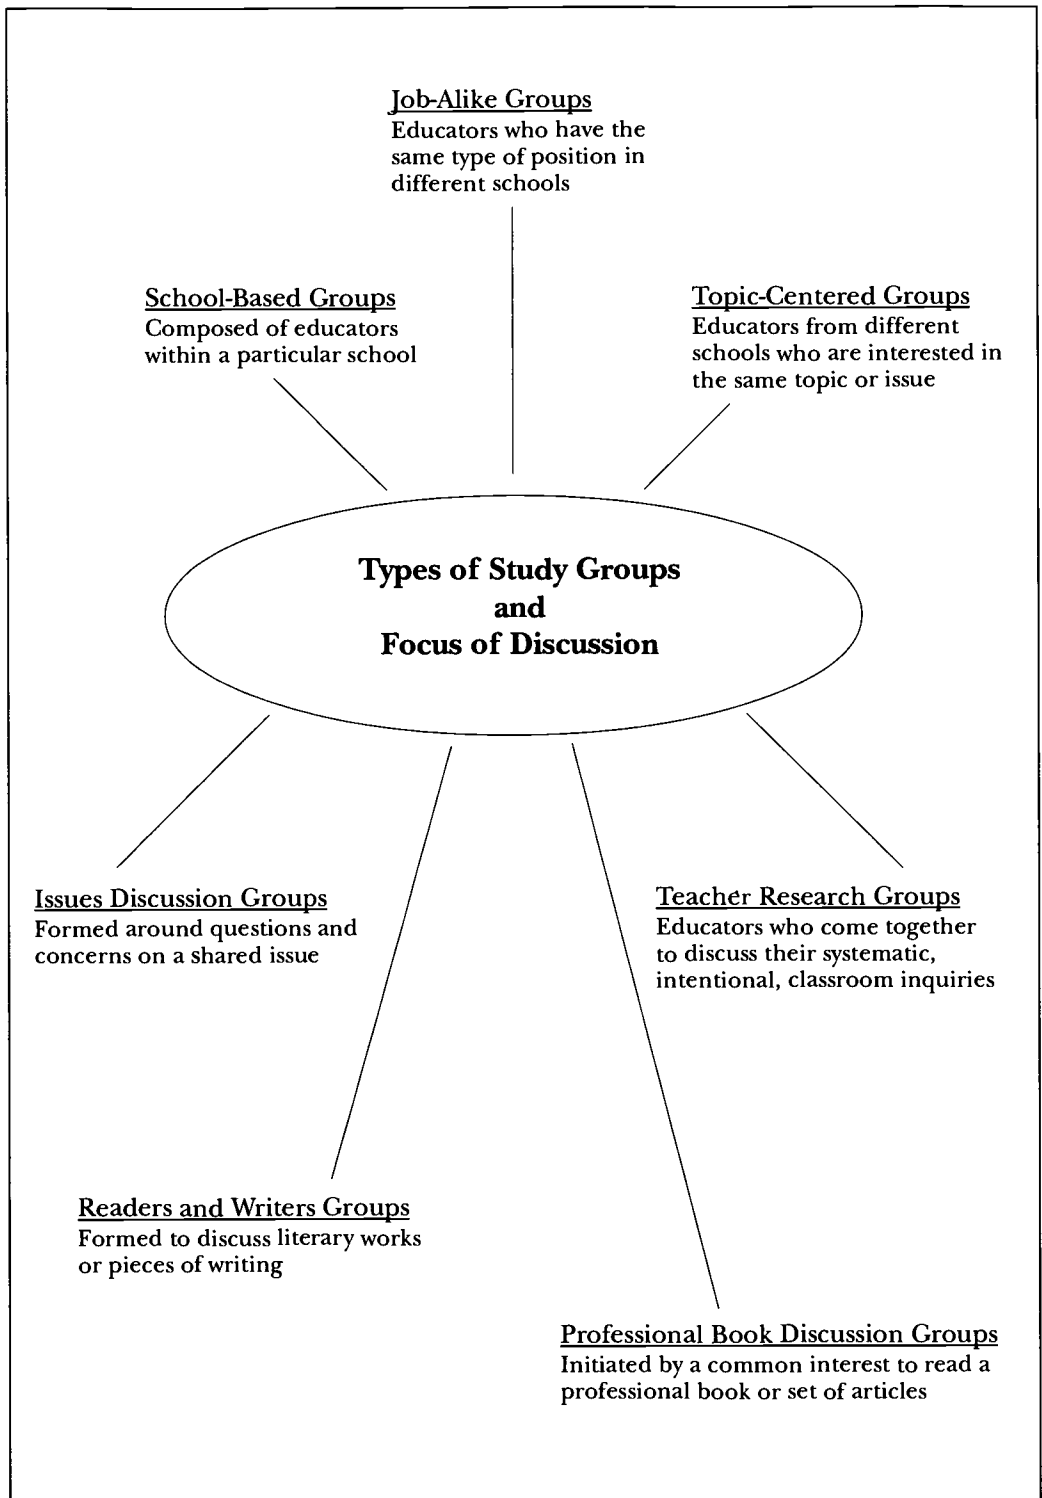 Job-Alike Groups
Educators who have the
same type of position in
different schools
School-Based Groups
Composed of educators
within a particular school
Topic-Centered Groups
Educators from different
schools who are interested in
the same topic or issue
Types of Study Groups
and
Focus of Discussion
Issues Discussion Groups
Formed around questions and
concerns on a shared issue
Teacher Research Groups
Educators who come together
to discuss their systematic,
intentional, classroom inquiries
Readers and Writers Groups
Formed to discuss literary works
or pieces of writing
Professional Book Discussion Groups
Initiated by a common interest to read a
professional book or set of articles